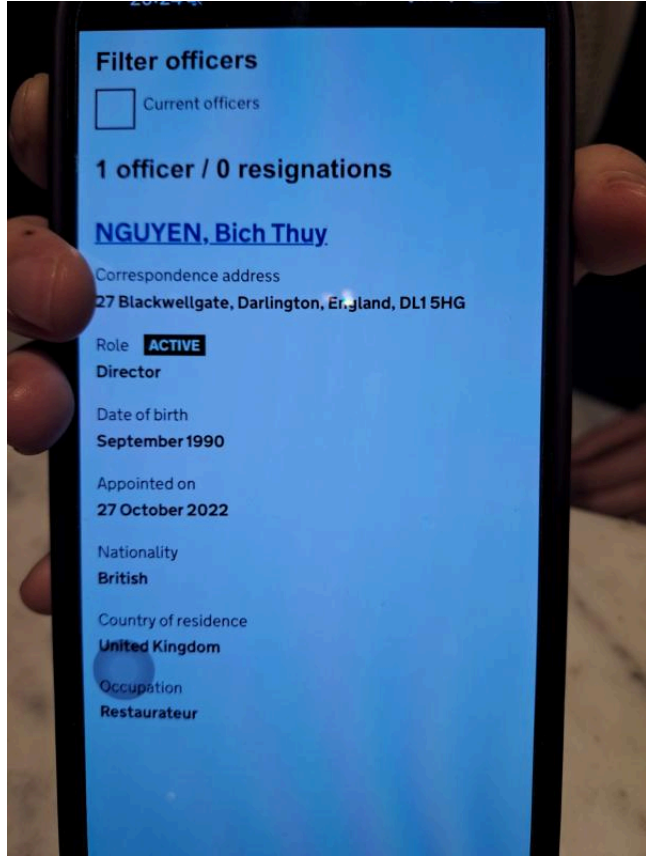 Filter officers
Current officers
1 officer / 0 resignations
NGUYEN, Bich Thuy
Correspondence address
27 Blackwellgate, Darlington, England, DL1 5HG
Role ACTIVE
Director
Date of birth
September 1990
Appointed on
27 October 2022
Nationality
British
Country of residence
United Kingdom
Occupation
Restaurateur